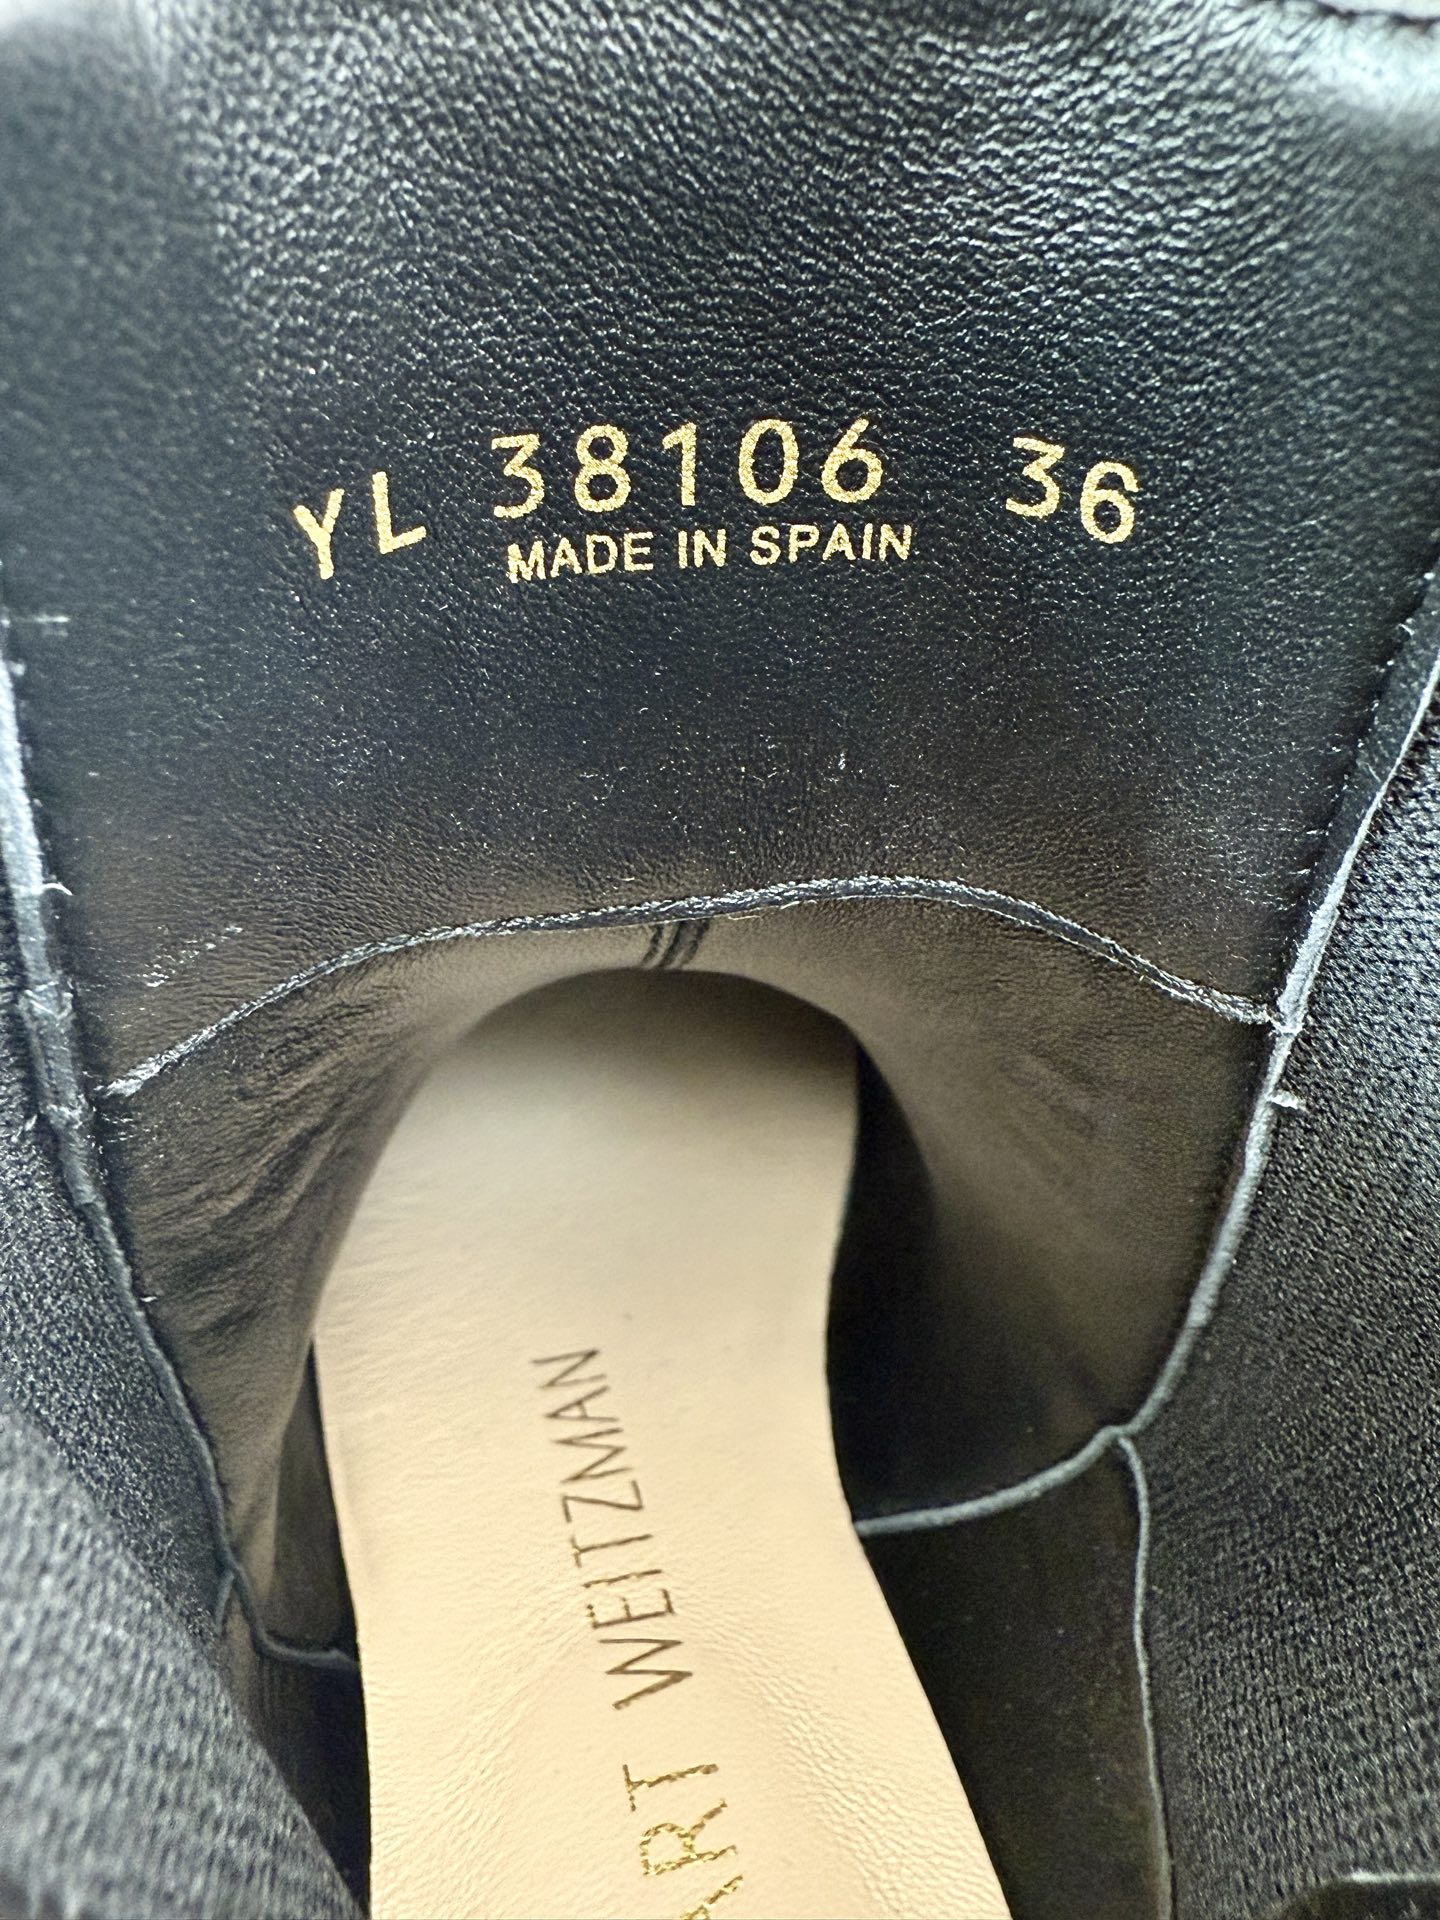 YL 38106 36
MADE IN SPAIN
ART WEITZMAN